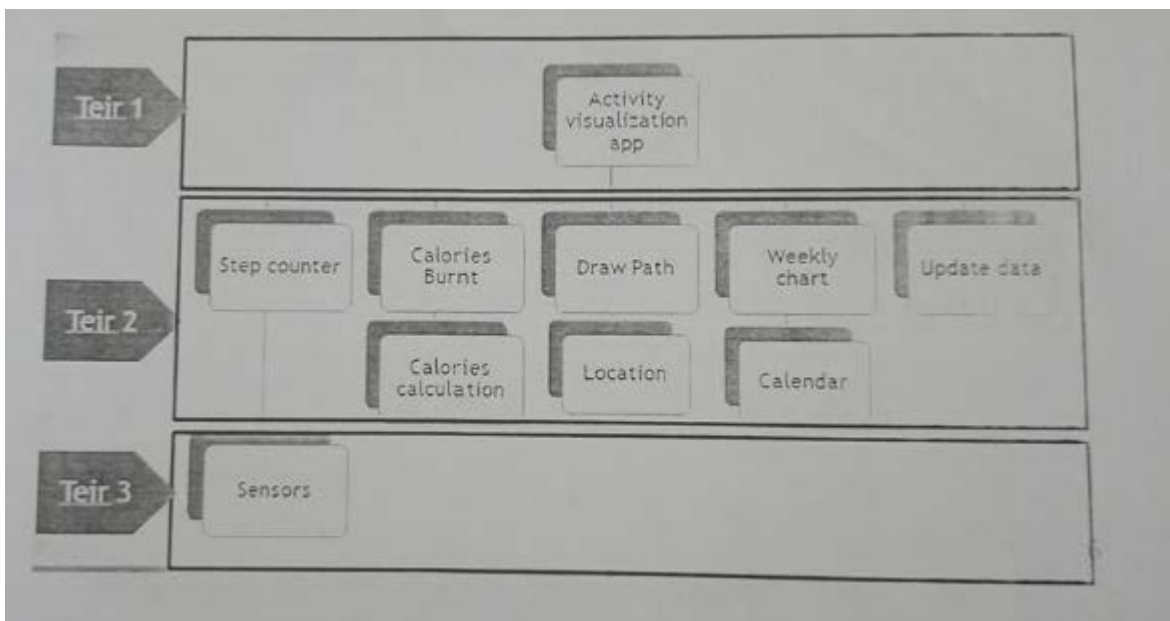 Teir 1
Activity
visualization
app
Teir 2
Step counter
Calories
Burnt
Draw Path
Weekly
chart
Update data
Calories
calculation
Location
Calendar
Teir 3
Sensors